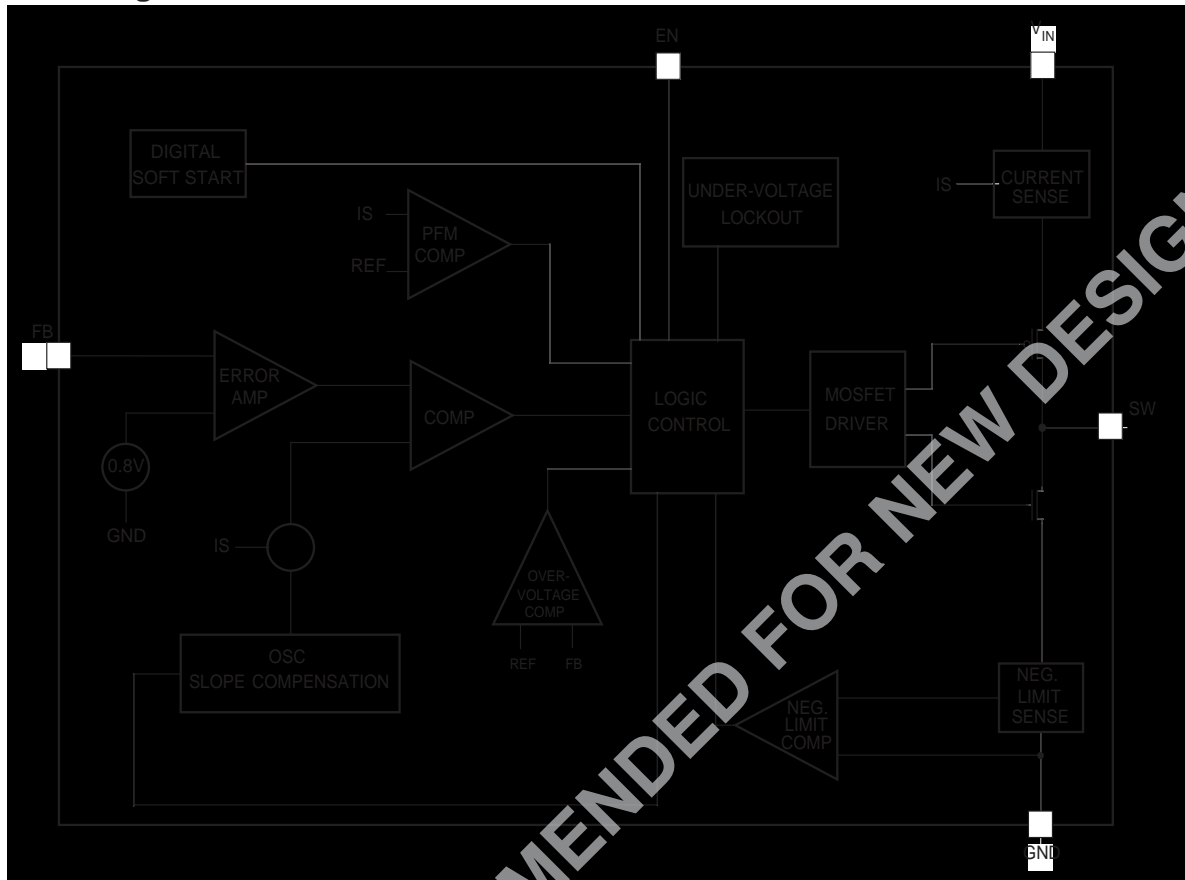 EN
VIN
DIGITAL
SOFT START
IS
PFM
COMP
REF
UNDER-VOLTAGE
LOCKOUT
IS
CURRENT
SENSE
FB
ERROR
AMP
COMP
LOGIC
CONTROL
MOSFET
DRIVER
SW
0.8V
GND
IS
OVER-
VOLTAGE
COMP
REF
FB
OSC
SLOPE COMPENSATION
NEG.
LIMIT
COMP
NEG.
LIMIT
SENSE
GND
MENDED FOR NEW DESIG